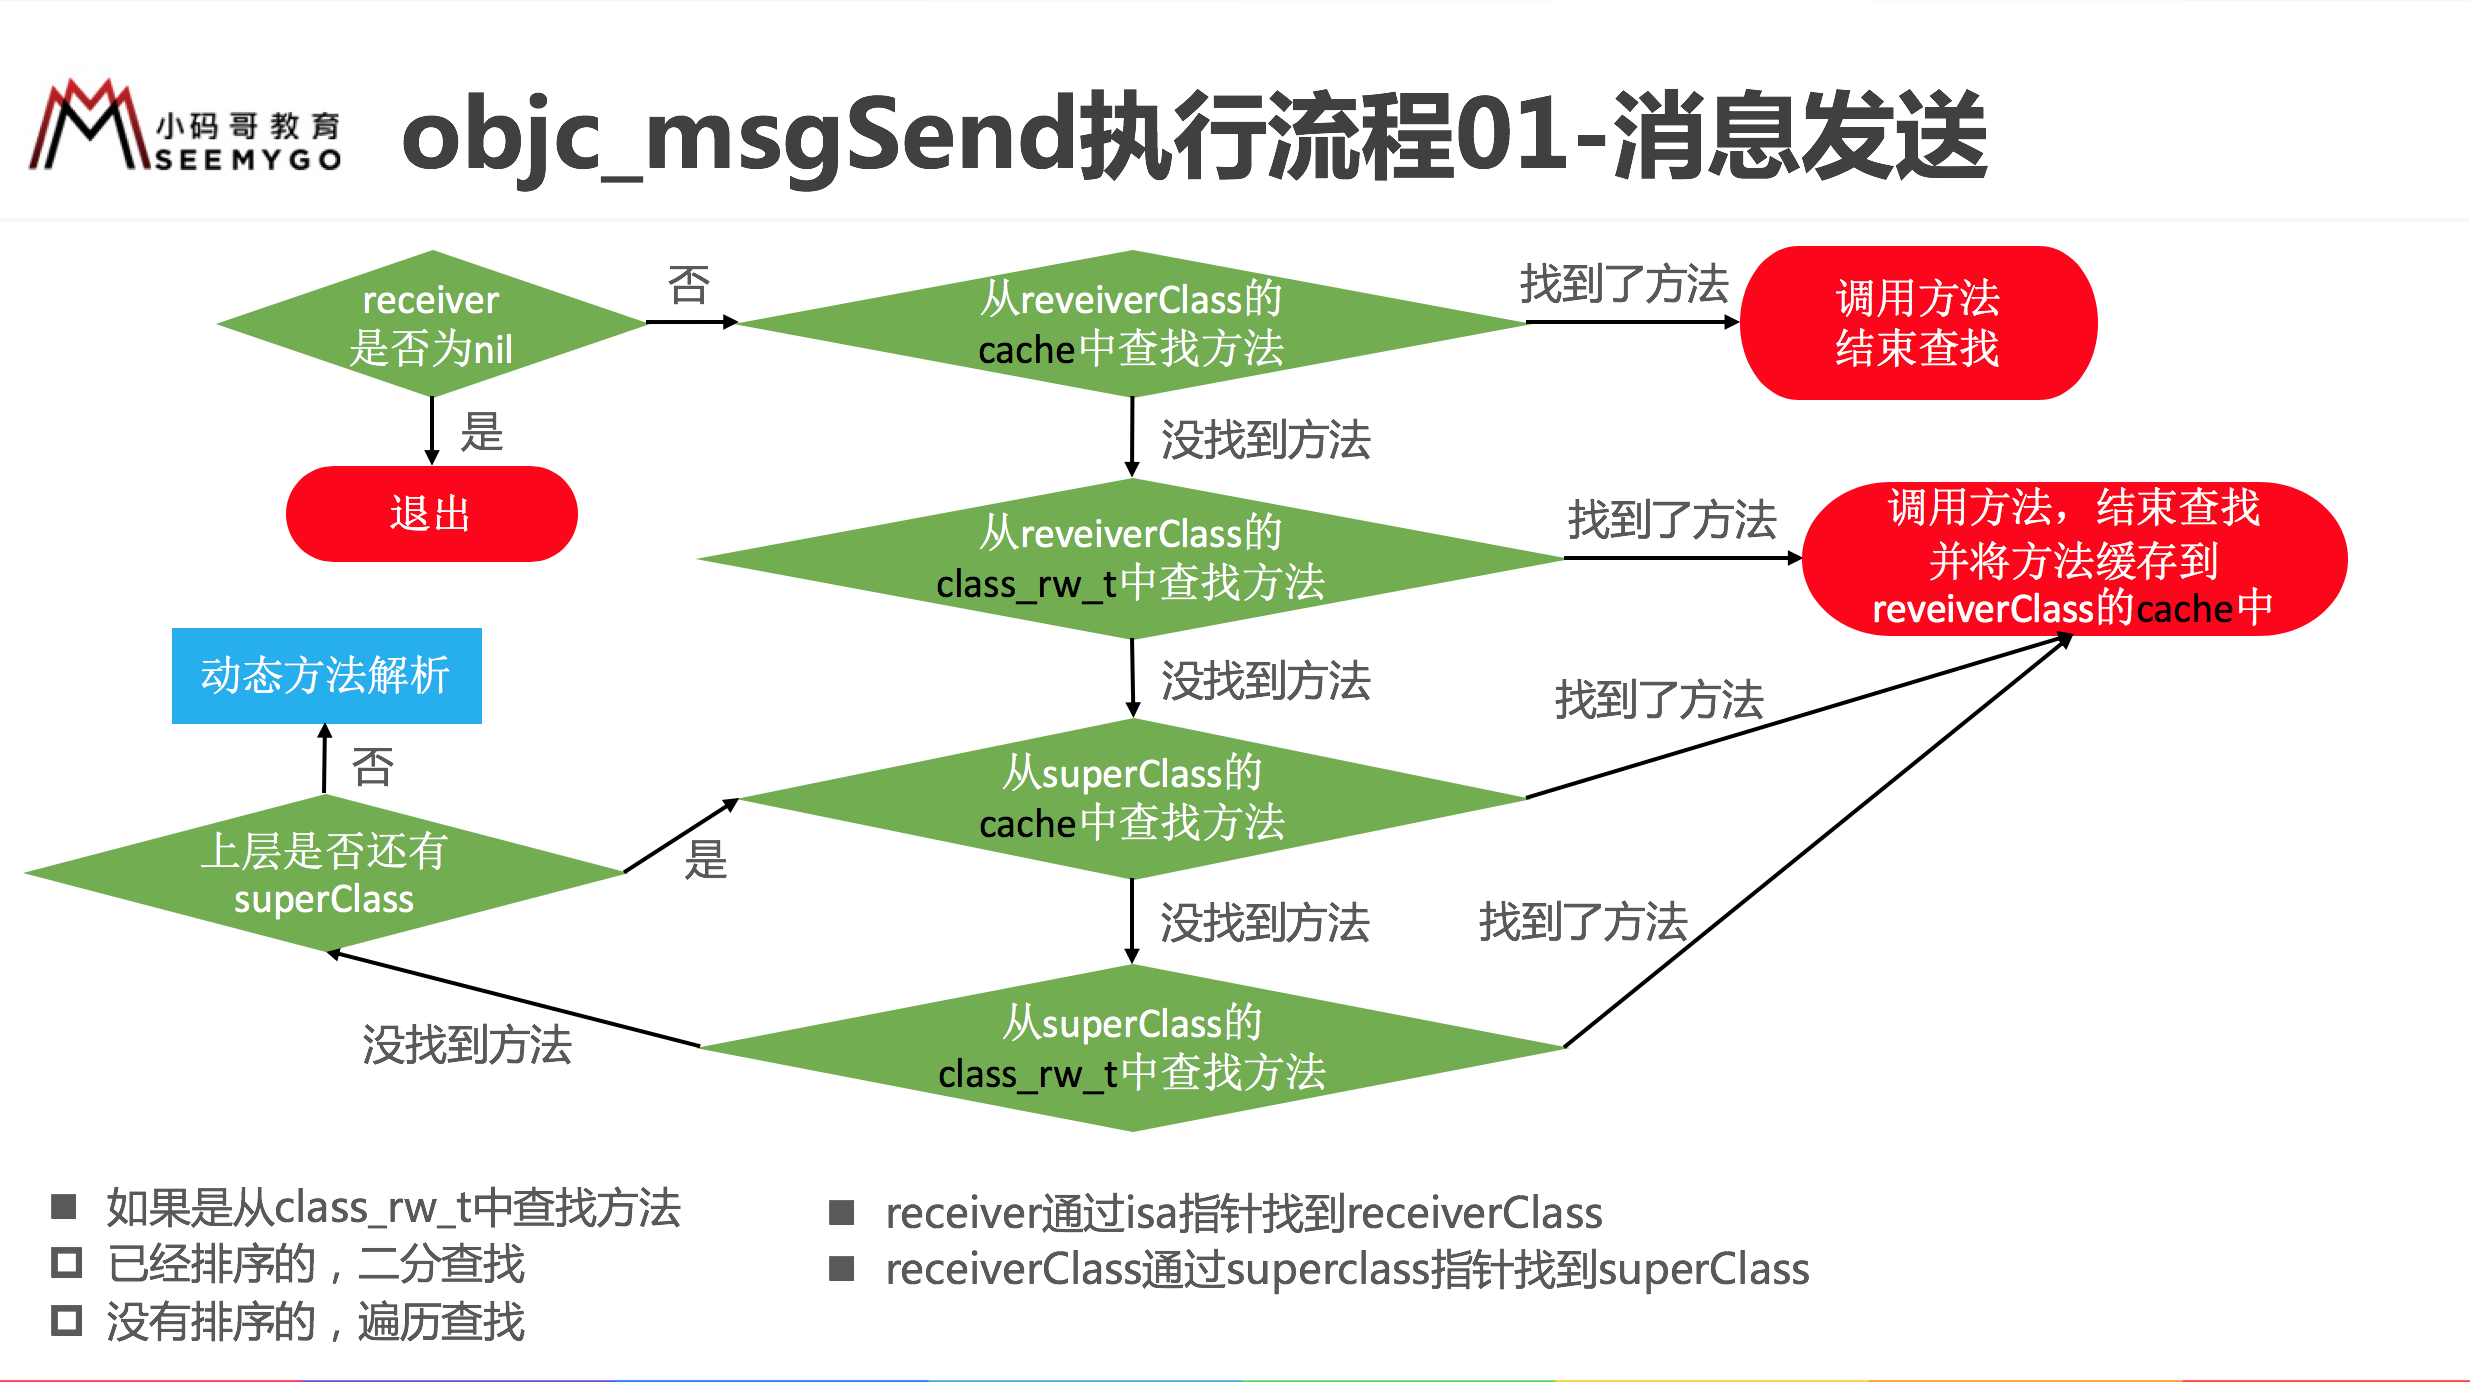 小码哥教育
SEEMYGO
objc_msgSend执行流程01-消息发送
receiver
是否为nil
否
从reveiverClass的
cache中查找方法
找到了方法
调用方法
结束查找
是
退出
没找到方法
从reveiverClass的
class_rw_t中查找方法
找到了方法
调用方法，结束查找
并将方法缓存到
reveiverClass的cache中
没找到方法
动态方法解析
否
从superClass的
cache中查找方法
找到了方法
上层是否还有
superClass
是
没找到方法
找到了方法
从superClass的
class_rw_t中查找方法
没找到方法
如果是从class_rw_t中查找方法
已经排序的，二分查找
没有排序的，遍历查找
receiver通过isa指针找到receiverClass
receiverClass通过superclass指针找到superClass